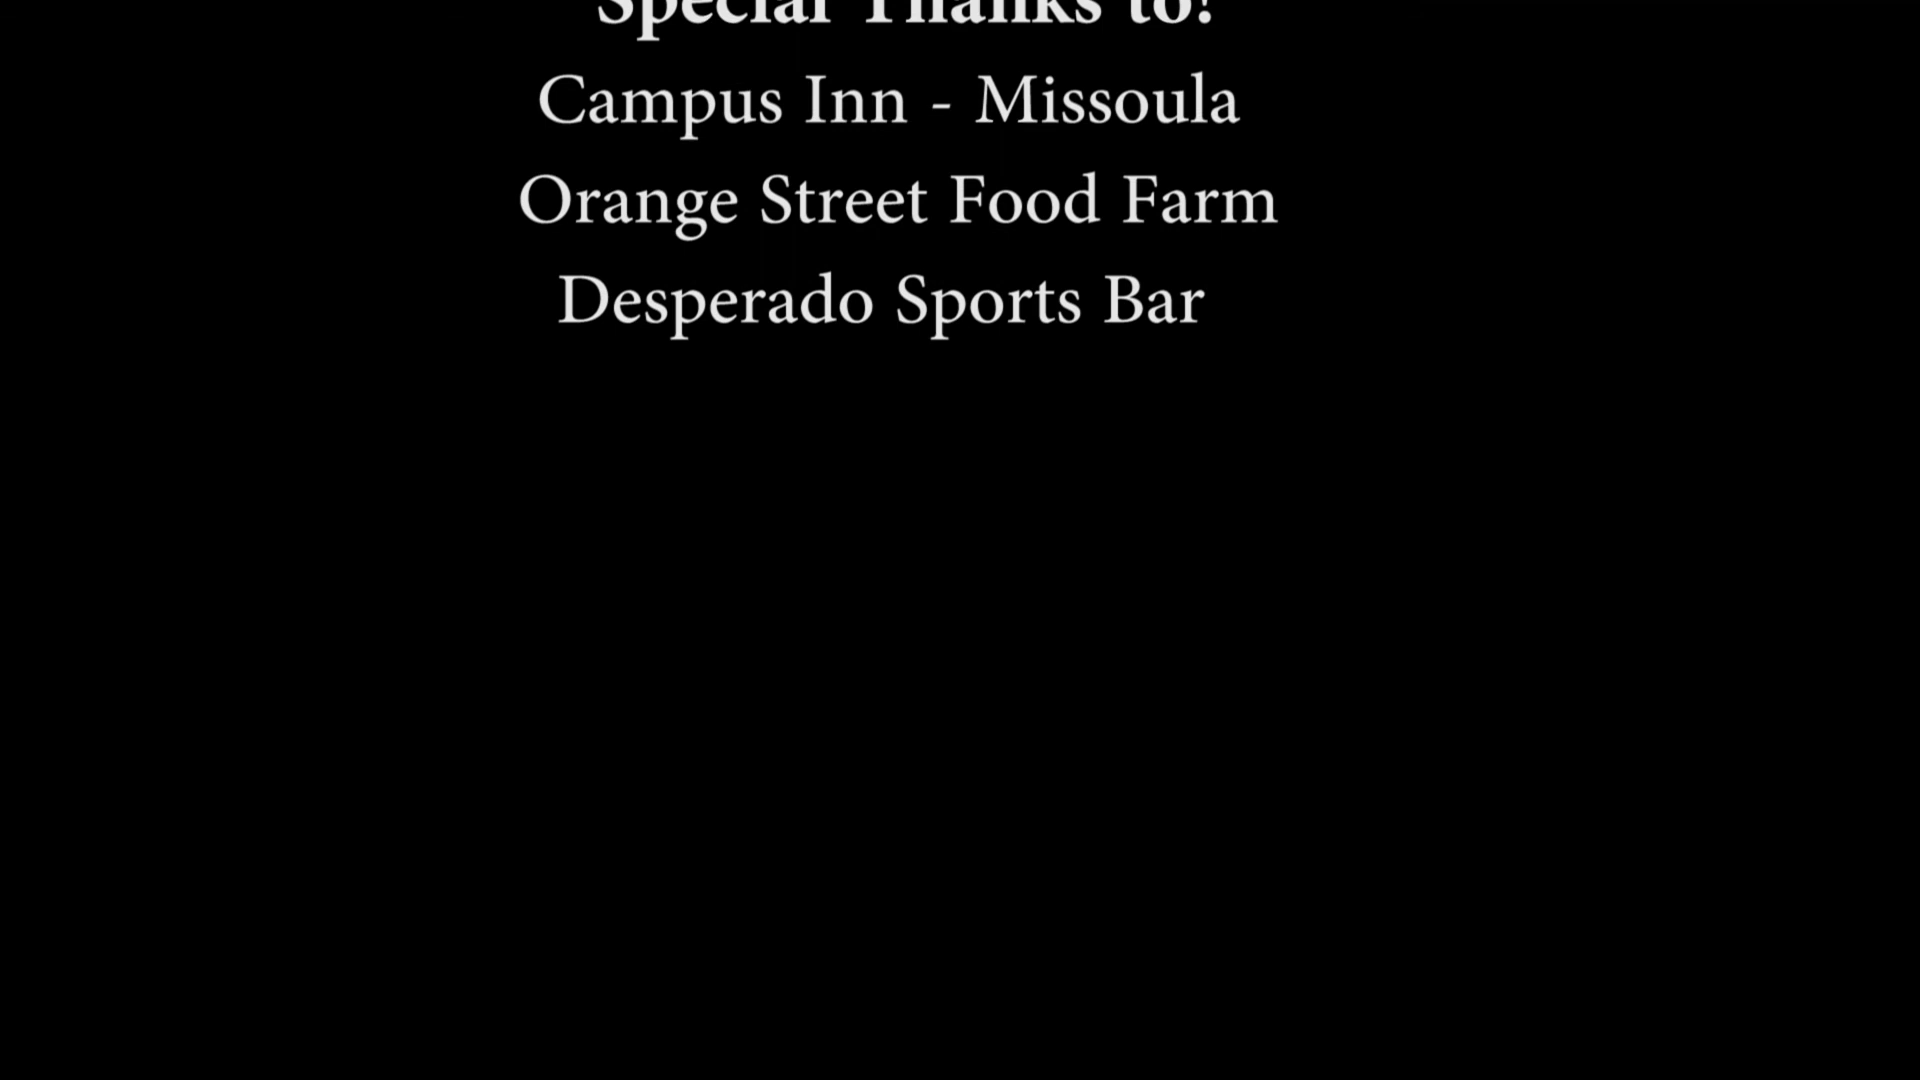 Special Thanks to!
Campus Inn - Missoula
Orange Street Food Farm
Desperado Sports Bar